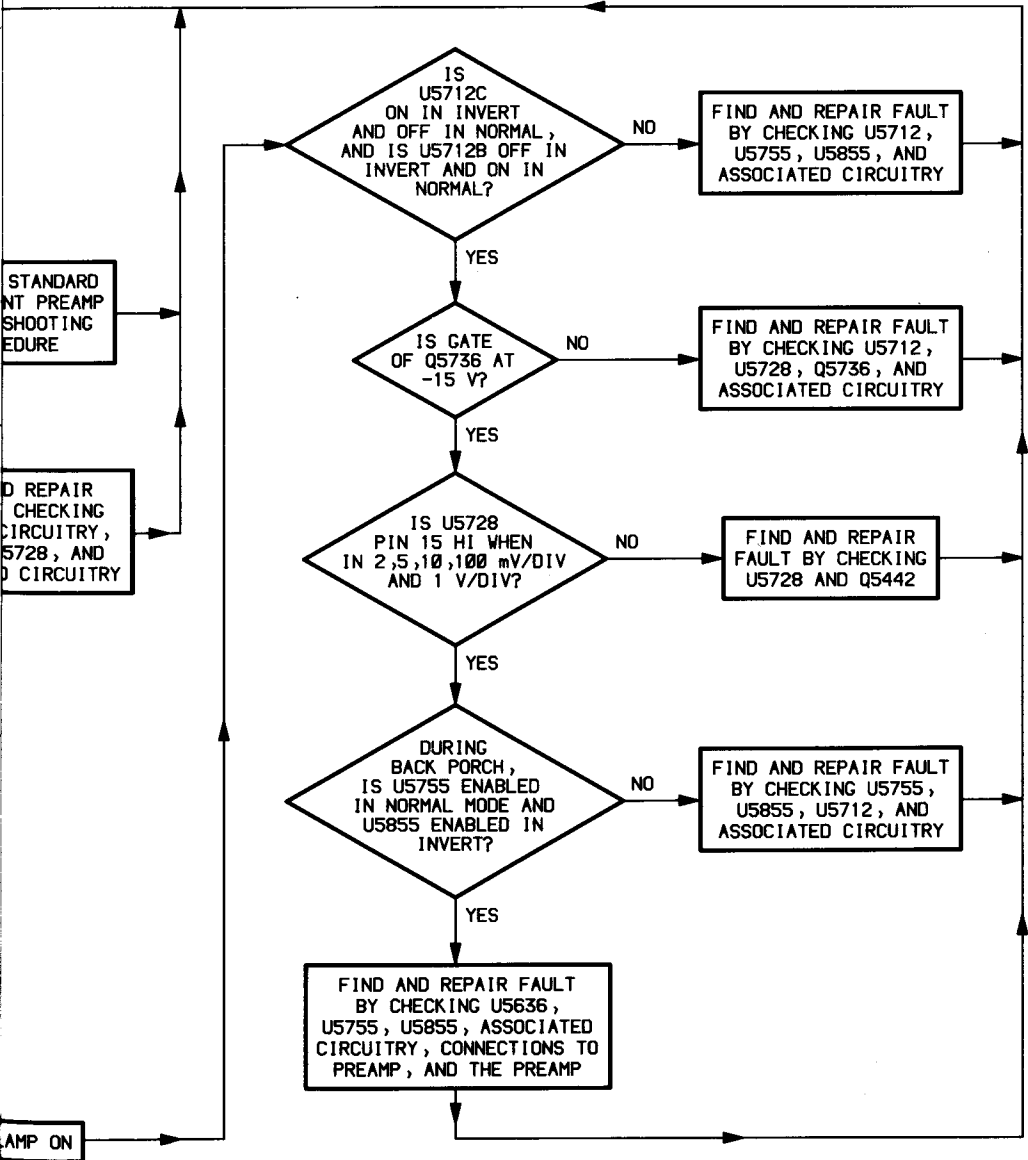 IS
U5712C
ON IN INVERT
AND OFF IN NORMAL,
AND IS U5712B OFF IN
INVERT AND ON IN
NORMAL?
NO
FIND AND REPAIR FAULT
BY CHECKING U5712,
U5755, U5855, AND
ASSOCIATED CIRCUITRY
YES
STANDARD
NT PREAMP
SHOOTING
EDURE
IS GATE
OF Q5736 AT
-15 V?
NO
FIND AND REPAIR FAULT
BY CHECKING U5712,
U5728, Q5736, AND
ASSOCIATED CIRCUITRY
YES
D REPAIR
CHECKING
CIRCUITRY,
5728, AND
D CIRCUITRY
IS U5728
PIN 15 HI WHEN
IN 2,5,10,100 mV/DIV
AND 1 V/DIV?
NO
FIND AND REPAIR
FAULT BY CHECKING
U5728 AND Q5442
YES
DURING
BACK PORCH,
IS U5755 ENABLED
IN NORMAL MODE AND
U5855 ENABLED IN
INVERT?
NO
FIND AND REPAIR FAULT
BY CHECKING U5755,
U5855, U5712, AND
ASSOCIATED CIRCUITRY
YES
FIND AND REPAIR FAULT
BY CHECKING U5636,
U5755, U5855, ASSOCIATED
CIRCUITRY, CONNECTIONS TO
PREAMP, AND THE PREAMP
AMP ON